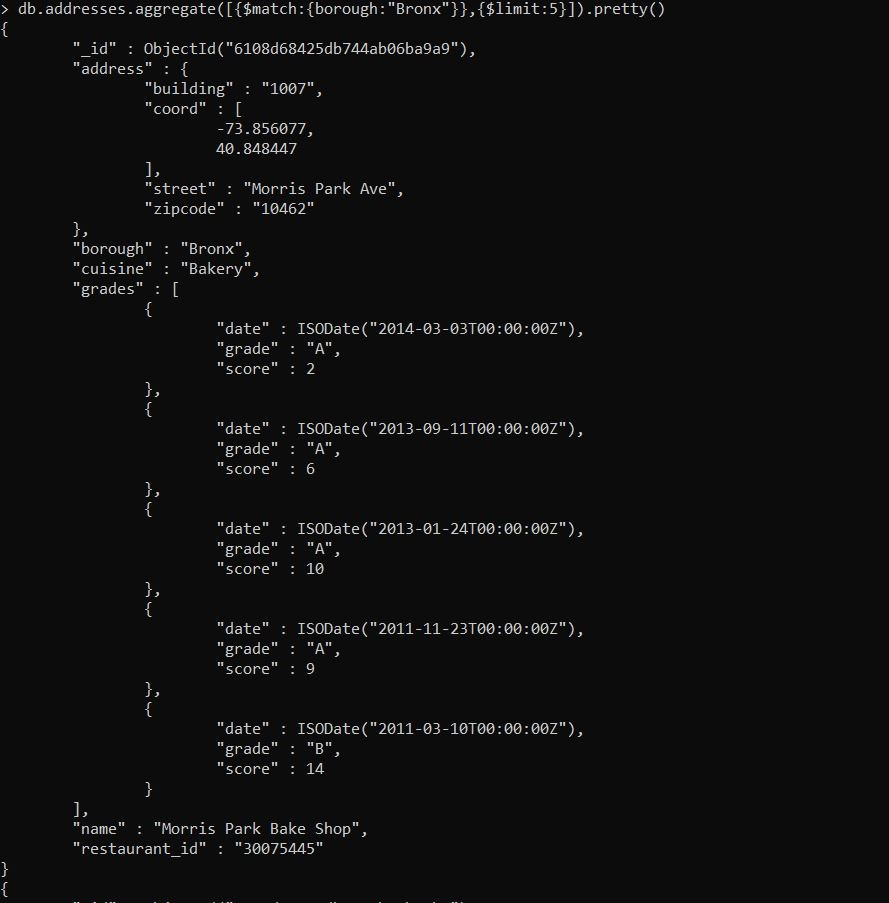 > db.addresses.aggregate([{$match:{borough:"Bronx"}},{$limit:5}]).pretty()
{
        "_id" : ObjectId("6108d68425db744ab06ba9a9"),
        "address" : {
                "building" : "1007",
                "coord" : [
                        -73.856077,
                        40.848447
                ],
                "street" : "Morris Park Ave",
                "zipcode" : "10462"
        },
        "borough" : "Bronx",
        "cuisine" : "Bakery",
        "grades" : [
                {
                        "date" : ISODate("2014-03-03T00:00:00Z"),
                        "grade" : "A",
                        "score" : 2
                },
                {
                        "date" : ISODate("2013-09-11T00:00:00Z"),
                        "grade" : "A",
                        "score" : 6
                },
                {
                        "date" : ISODate("2013-01-24T00:00:00Z"),
                        "grade" : "A",
                        "score" : 10
                },
                {
                        "date" : ISODate("2011-11-23T00:00:00Z"),
                        "grade" : "A",
                        "score" : 9
                },
                {
                        "date" : ISODate("2011-03-10T00:00:00Z"),
                        "grade" : "B",
                        "score" : 14
                }
        ],
        "name" : "Morris Park Bake Shop",
        "restaurant_id" : "30075445"
}
{